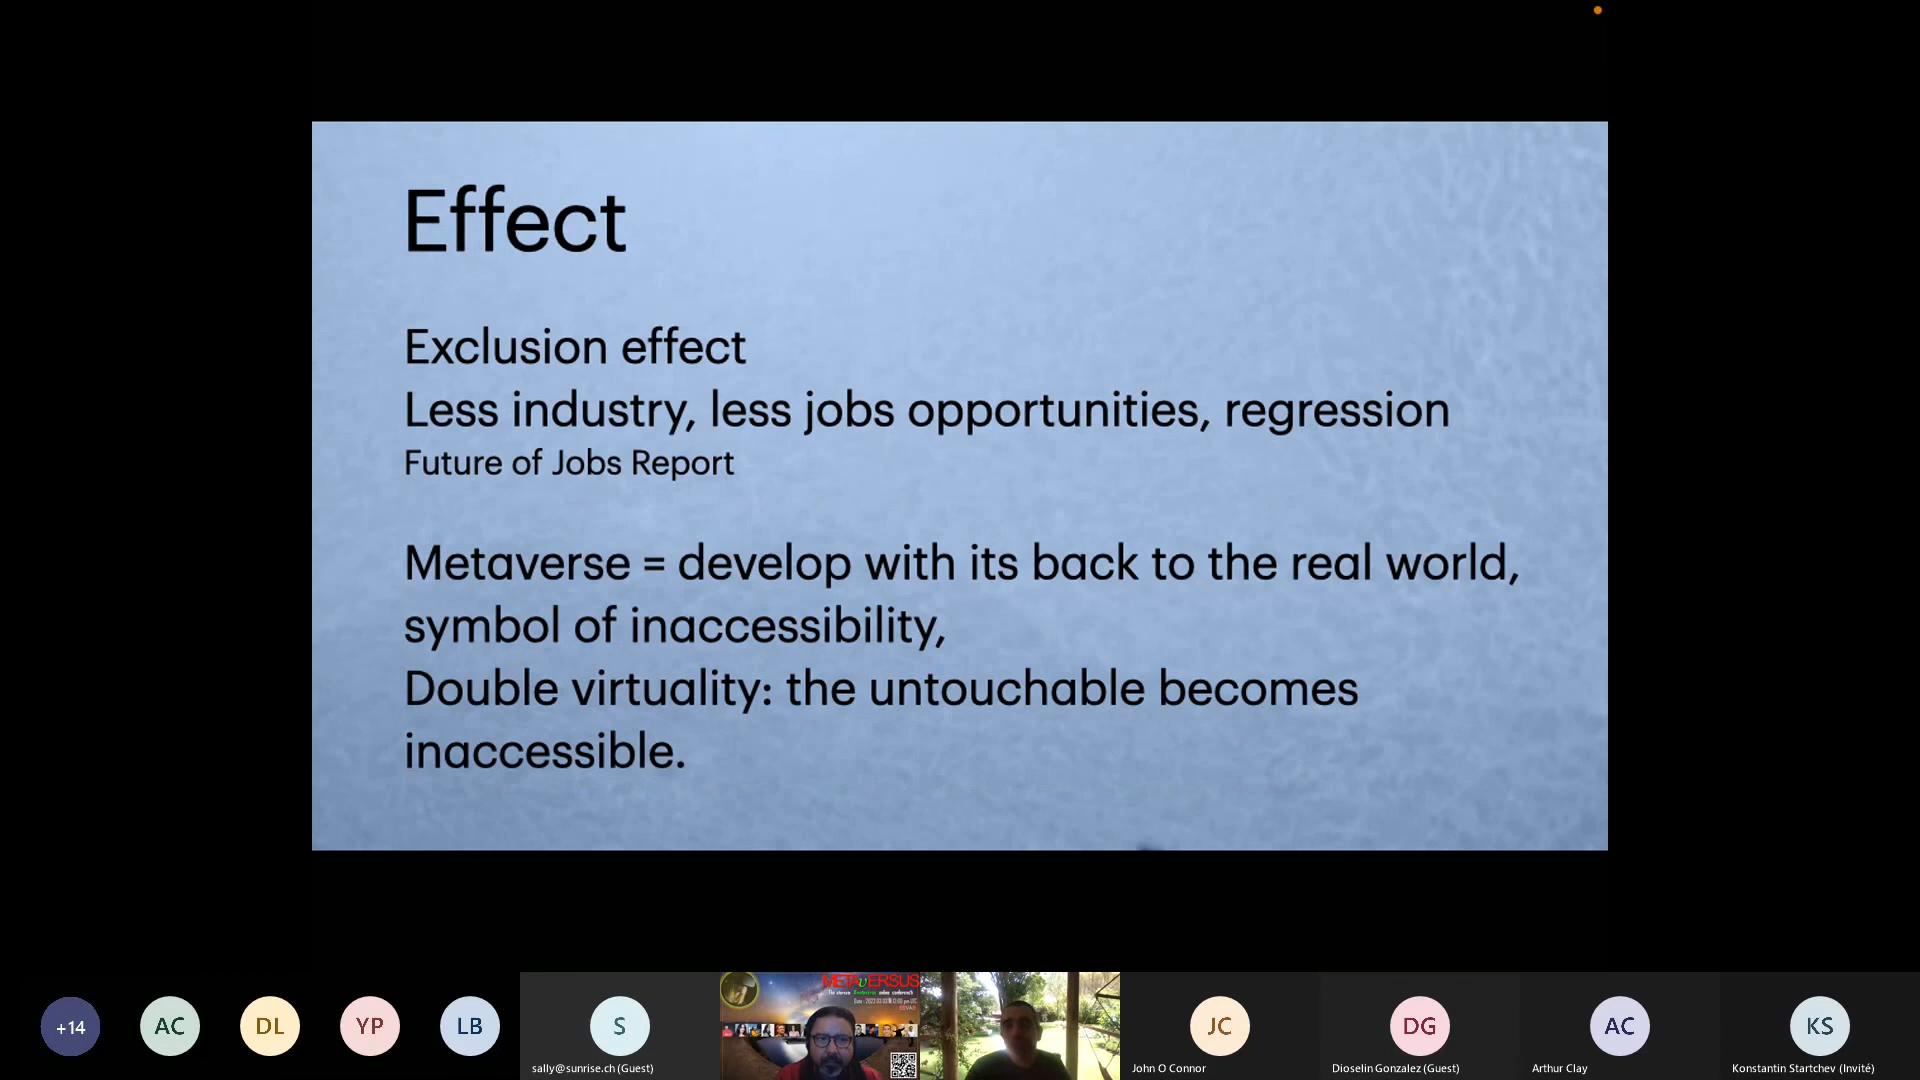 Effect
Exclusion effect
Less industry, less jobs opportunities, regression
Future of Jobs Report
Metaverse = develop with its back to the real world,
symbol of inaccessibility,
Double virtuality: the untouchable becomes
inaccessible.
+14
AC
DL
YP
LB
S
sally@sunrise.ch (Guest)
METAVERSUS
JC
John O Connor
DG
Dioselin Gonzalez (Guest)
AC
Arthur Clay
KS
Konstantin Startchev (Invité)